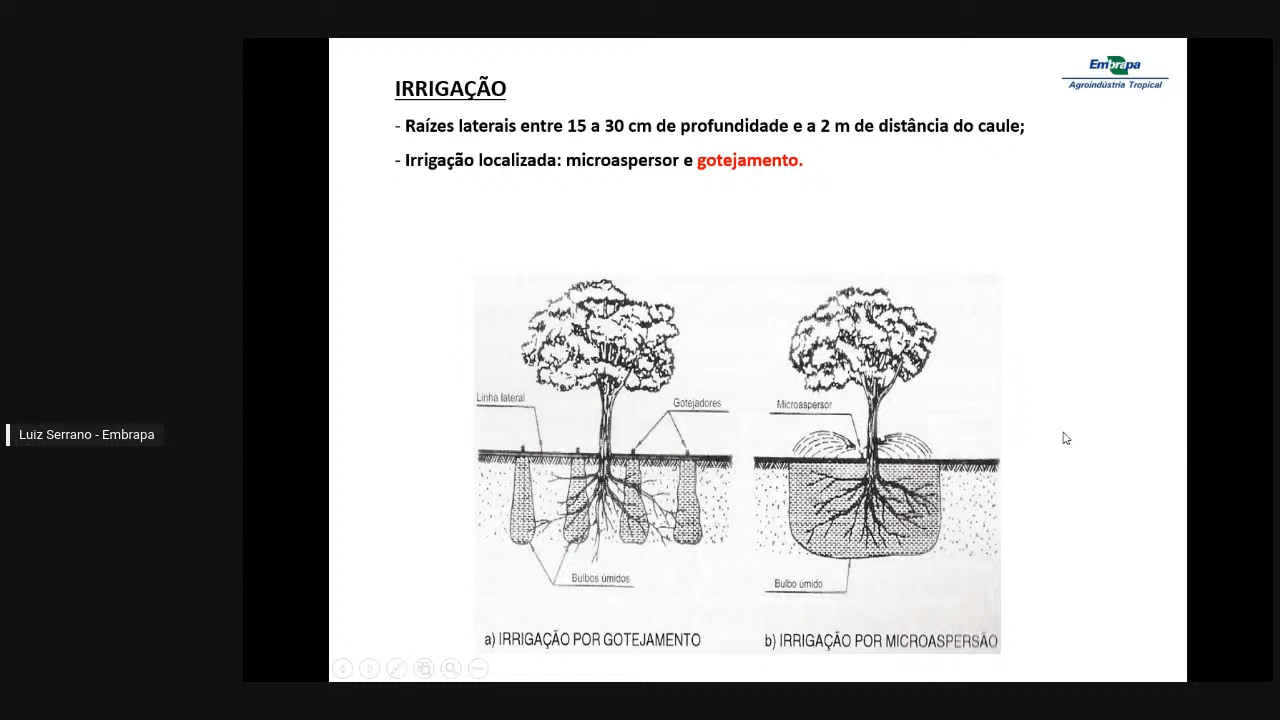 IRRIGAÇÃO
Embrapa
Agroindústria Tropical
- Raízes laterais entre 15 a 30 cm de profundidade e a 2 m de distância do caule;
- Irrigação localizada: microaspersor e gotejamento.
Linha lateral
Gotejadores
Microaspersor
Luiz Serrano - Embrapa
Bulbos úmidos
Bulbo úmido
a) IRRIGAÇÃO POR GOTEJAMENTO
b) IRRIGAÇÃO POR MICROASPERSÃO